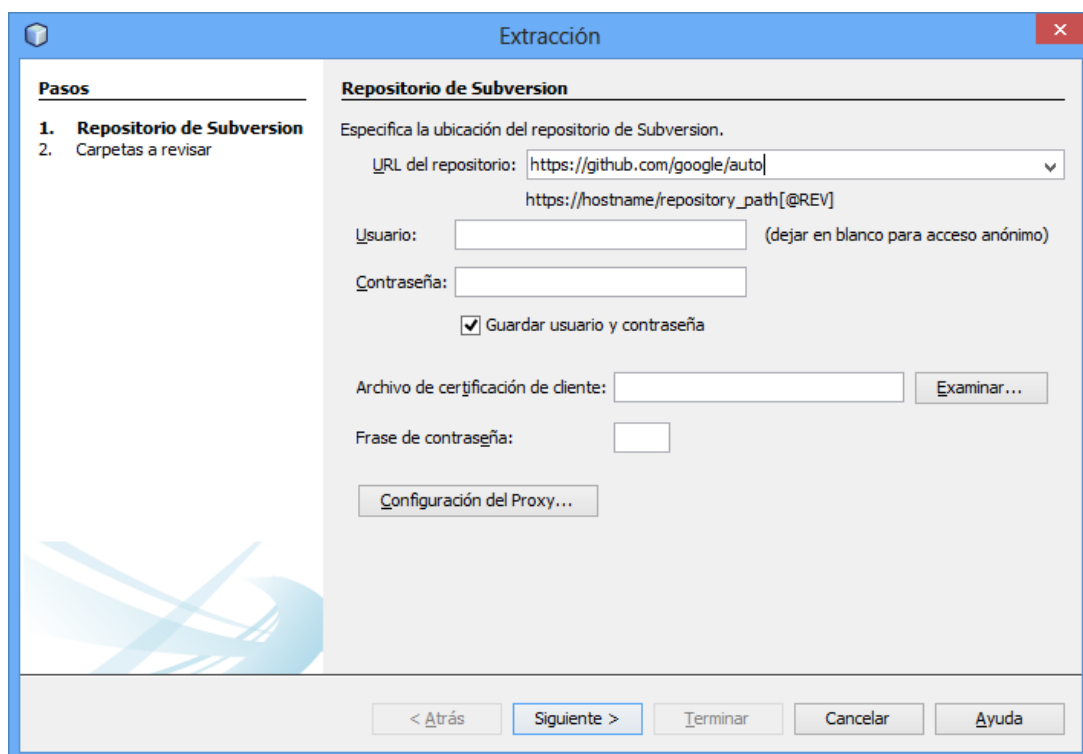 Extracción
Pasos
1. Repositorio de Subversion
2. Carpetas a revisar
Repositorio de Subversion
Especifica la ubicación del repositorio de Subversion.
URL del repositorio: https://github.com/google/auto
https://hostname/repository_path[@REV]
Usuario: (dejar en blanco para acceso anónimo)
Contraseña:
Guardar usuario y contraseña
Archivo de certificación de cliente: Examinar...
Frase de contraseña:
Configuración del Proxy...
< Atrás Siguiente > Terminar Cancelar Ayuda